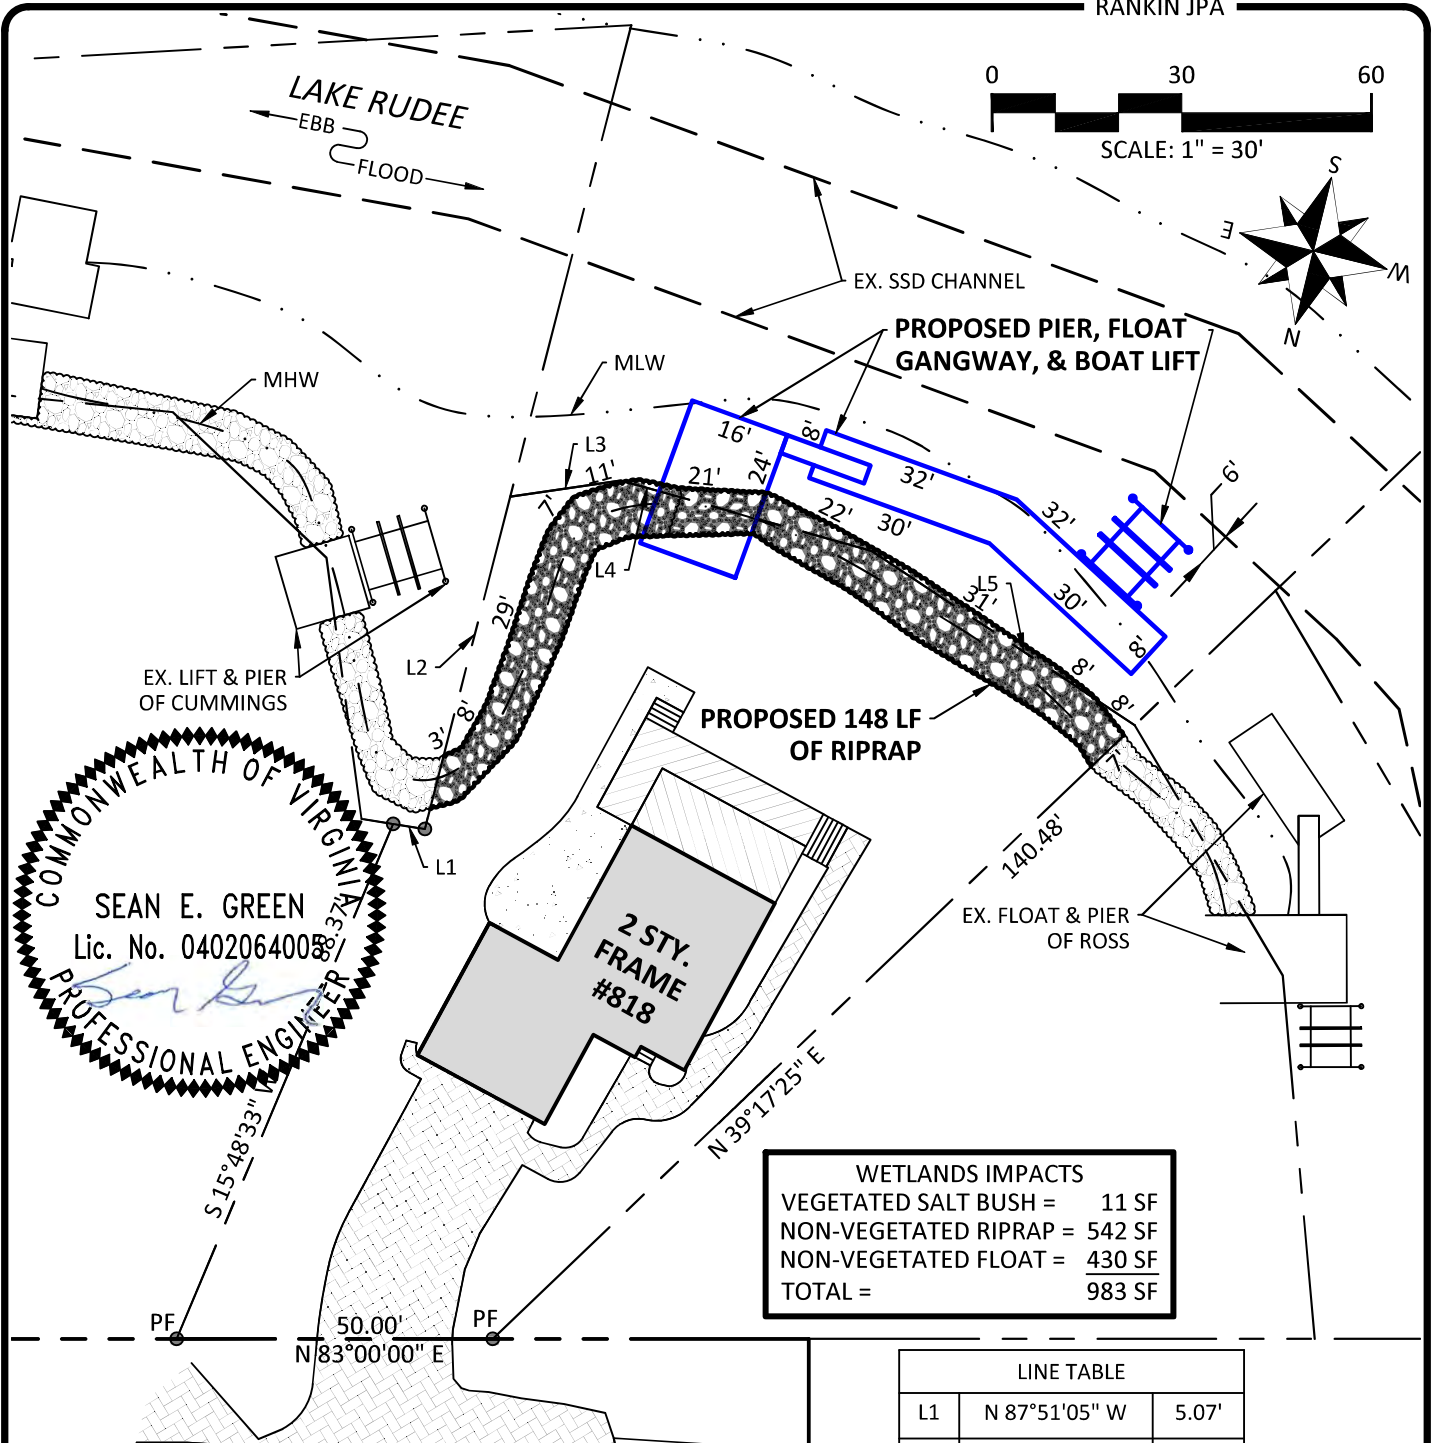 RANKIN JPA
0 30 60
SCALE: 1" = 30'
LAKE RUDEE
EBB
FLOOD
S
E
W
N
EX. SSD CHANNEL
PROPOSED PIER, FLOAT
GANGWAY, & BOAT LIFT
MHW
MLW
L3
11'
7'
16'
21'
24'
8'
32'
22'
30'
32'
6'
L4
L5
31'
30'
8'
29'
L2
8'
3'
8'
8'
7'
EX. LIFT & PIER
OF CUMMINGS
PROPOSED 148 LF
OF RIPRAP
L1
COMMONWEALTH OF VIRGINIA
SEAN E. GREEN
Lic. No. 0402064005
PROFESSIONAL ENGINEER
Sean Green
S 15°48'33" W
2 STY.
FRAME
#818
140.48'
N 39°17'25" E
EX. FLOAT & PIER
OF ROSS
WETLANDS IMPACTS
VEGETATED SALT BUSH = 11 SF
NON-VEGETATED RIPRAP = 542 SF
NON-VEGETATED FLOAT = 430 SF
TOTAL = 983 SF
PF
PF
50.00'
N 83°00'00" E
LINE TABLE
L1 N 87°51'05" W 5.07'